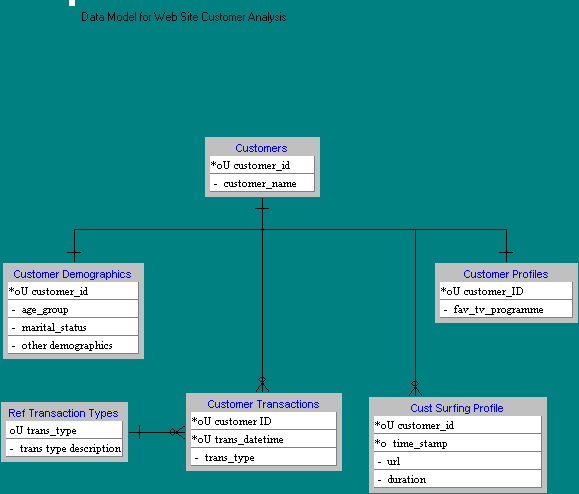 Data Model for Web Site Customer Analysis
Customers
*oU customer_id
- customer_name
Customer Demographics
*oU customer_id
- age_group
- marital_status
- other demographics
Customer Profiles
*oU customer_ID
- fav_tv_programme
Ref Transaction Types
oU trans_type
- trans type description
Customer Transactions
*oU customer ID
*oU trans_datetime
- trans_type
Cust Surfing Profile
*oU customer_id
*o time_stamp
- url
- duration